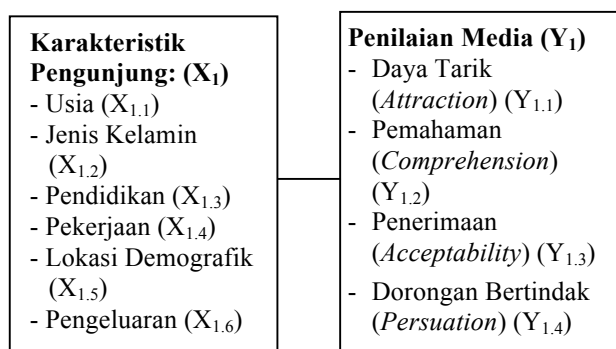 Karakteristik
Pengunjung: (X₁)
- Usia (X₁.₁)
- Jenis Kelamin
(X₁.₂)
- Pendidikan (X₁.₃)
- Pekerjaan (X₁.₄)
- Lokasi Demografik
(X₁.₅)
- Pengeluaran (X₁.₆)
Penilaian Media (Y₁)
- Daya Tarik
(Attraction) (Y₁.₁)
- Pemahaman
(Comprehension)
(Y₁.₂)
- Penerimaan
(Acceptability) (Y₁.₃)
- Dorongan Bertindak
(Persuation) (Y₁.₄)